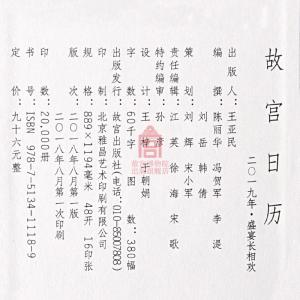 故宫日历
二〇一九年·盛宴长相欢
出版人:王亚民
编撰:陈丽华 冯贺军 李湜
刘岳 韩倩
策划:刘辉 宋小军
责任编辑:江英 徐海 宋歌
特约编审:孙彦
设计:王梓 王朝娟
字数:60千字 图数:380幅
出版发行:故宫出版社(电话:010-85007808)
印制:北京雅昌艺术印刷有限公司
规格:889×1194毫米 48开 16印张
版次:二〇一八年八月第一版
二〇一八年八月第一次印刷
印数:20,000册
书号:ISBN 978-7-5134-1118-9
定价:九十六元整